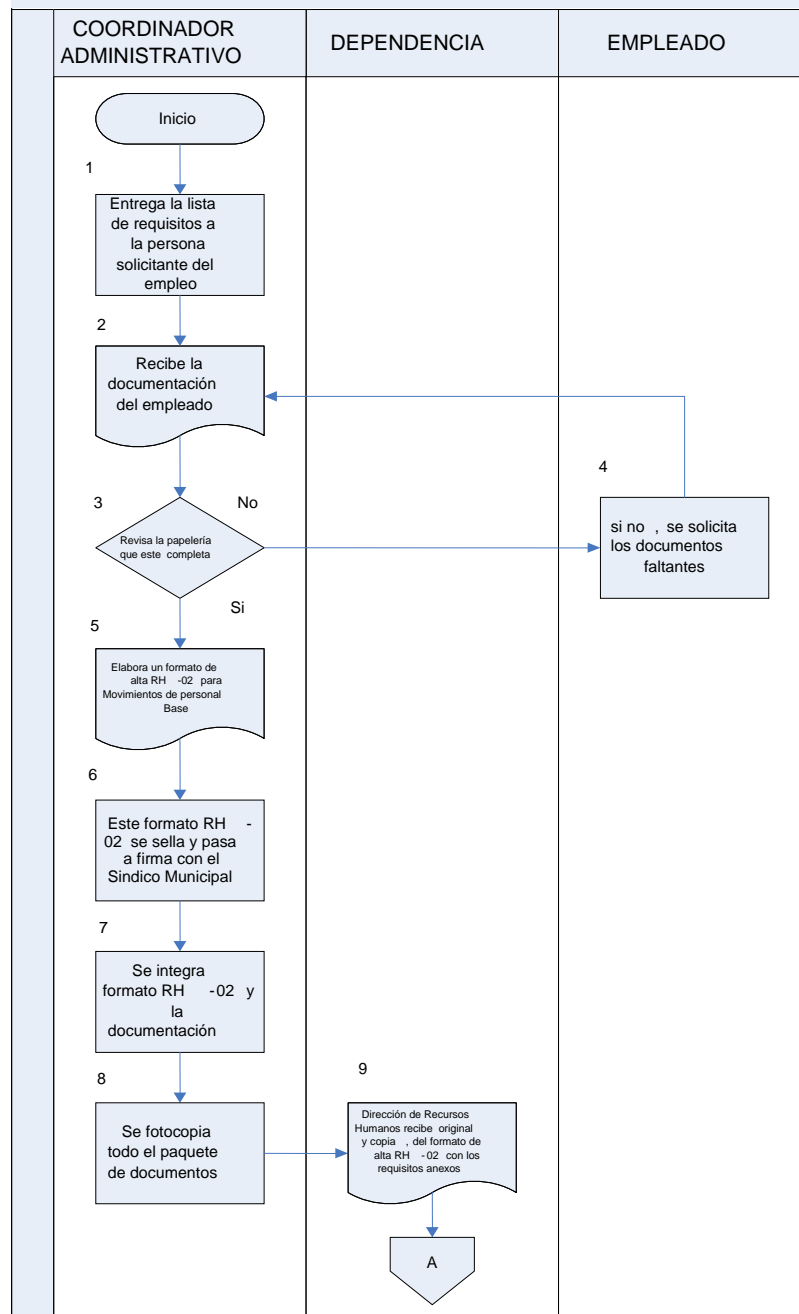 COORDINADOR
ADMINISTRATIVO
DEPENDENCIA
EMPLEADO
Inicio
1
Entrega la lista
de requisitos a
la persona
solicitante del
empleo
2
Recibe la
documentación
del empleado
3
No
Revisa la papelería
que este completa
Si
4
si no , se solicita
los documentos
faltantes
5
Elabora un formato de
alta RH -02 para
Movimientos de personal
Base
6
Este formato RH -
02 se sella y pasa
a firma con el
Sindico Municipal
7
Se integra
formato RH -02 y
la
documentación
8
Se fotocopia
todo el paquete
de documentos
9
Dirección de Recursos
Humanos recibe original
y copia , del formato de
alta RH -02 con los
requisitos anexos
A